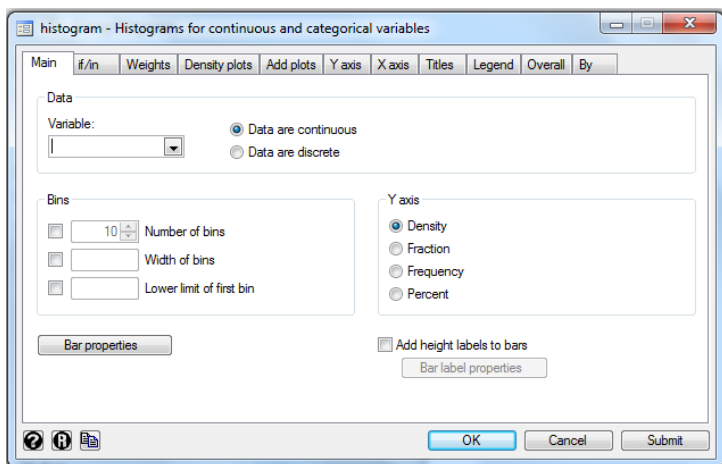 histogram - Histograms for continuous and categorical variables
Main if/in Weights Density plots Add plots Y axis X axis Titles Legend Overall By
Data
Variable:
Data are continuous
Data are discrete
Bins
10 Number of bins
Width of bins
Lower limit of first bin
Y axis
Density
Fraction
Frequency
Percent
Bar properties
Add height labels to bars
Bar label properties
? R
OK Cancel Submit